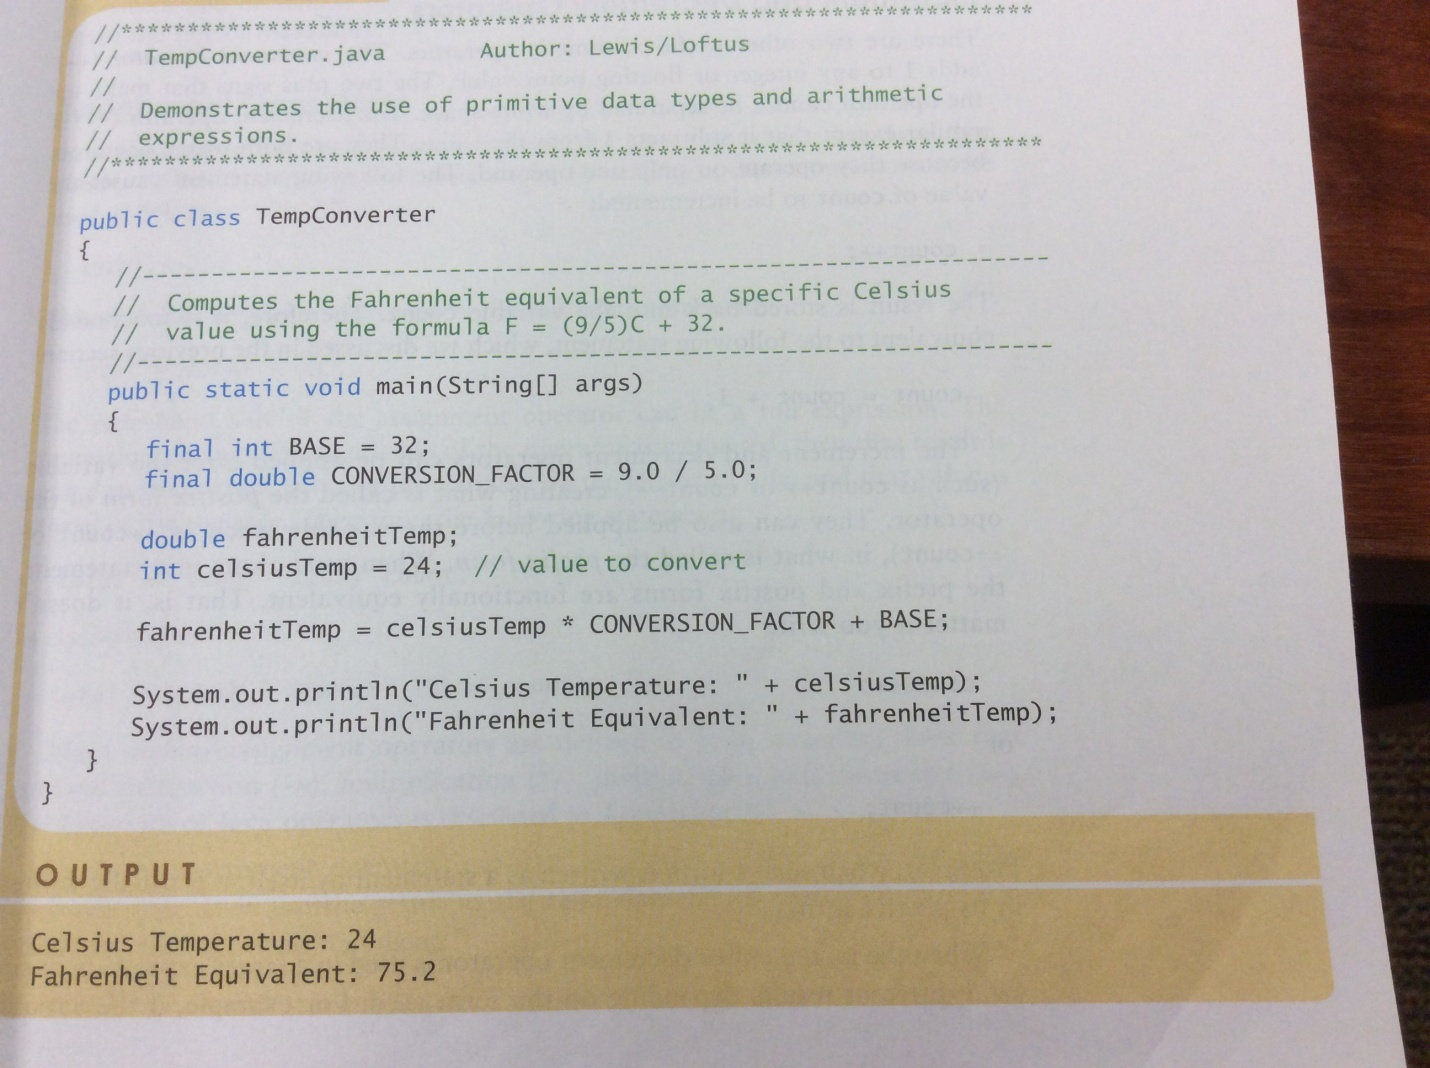 //********************************************************************
//  TempConverter.java       Author: Lewis/Loftus
//
//  Demonstrates the use of primitive data types and arithmetic
//  expressions.
//********************************************************************
public class TempConverter
{
   //-----------------------------------------------------------------
   //  Computes the Fahrenheit equivalent of a specific Celsius
   //  value using the formula F = (9/5)C + 32.
   //-----------------------------------------------------------------
   public static void main(String[] args)
   {
      final int BASE = 32;
      final double CONVERSION_FACTOR = 9.0 / 5.0;
      double fahrenheitTemp;
      int celsiusTemp = 24;  // value to convert
      fahrenheitTemp = celsiusTemp * CONVERSION_FACTOR + BASE;
      System.out.println("Celsius Temperature: " + celsiusTemp);
      System.out.println("Fahrenheit Equivalent: " + fahrenheitTemp);
   }
}
OUTPUT
Celsius Temperature: 24
Fahrenheit Equivalent: 75.2